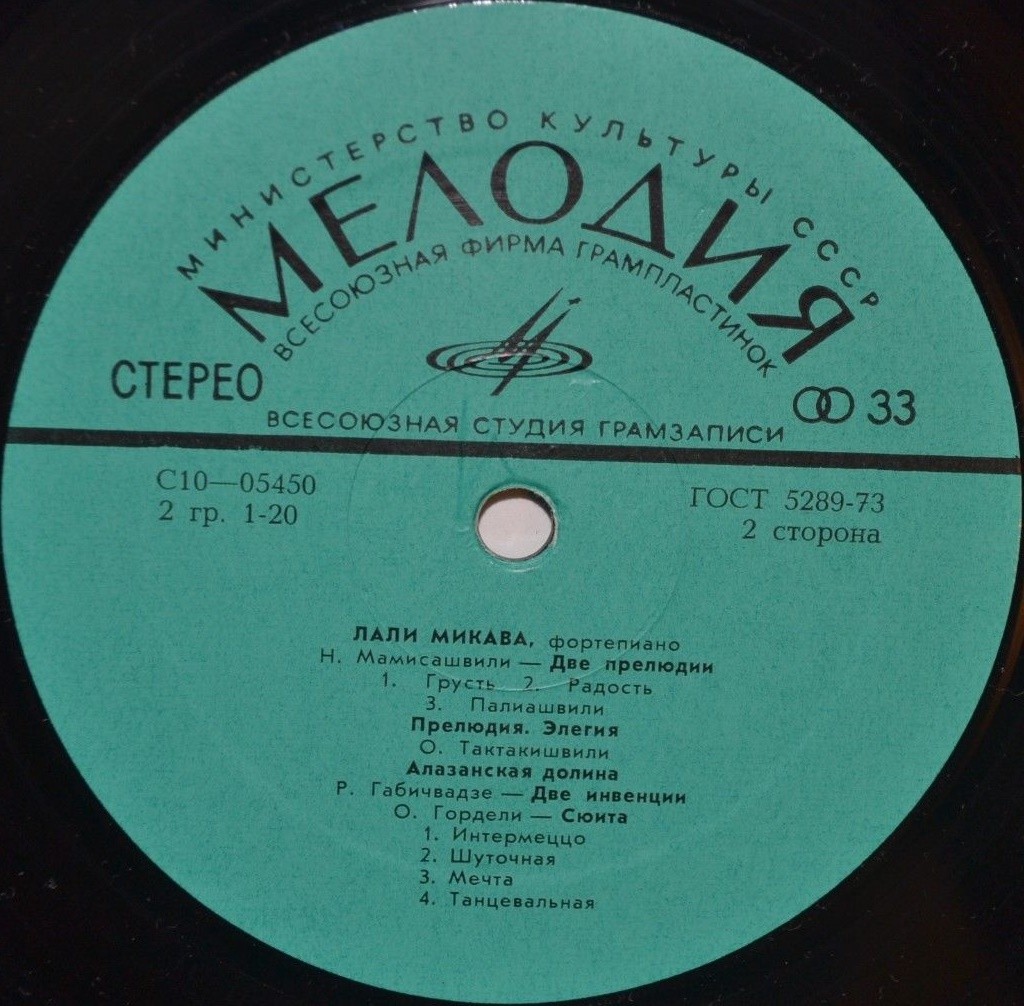 МИНИСТЕРСТВО КУЛЬТУРЫ СССР
МЕЛОДИЯ
ВСЕСОЮЗНАЯ ФИРМА ГРАМПЛАСТИНОК
СТЕРЕО
33
ВСЕСОЮЗНАЯ СТУДИЯ ГРАМЗАПИСИ
С10—05450
2 гр. 1-20
ГОСТ 5289-73
2 сторона
ЛАЛИ МИКАВА, фортепиано
Н. Мамисашвили — Две прелюдии
1. Грусть 2. Радость
З. Палиашвили
Прелюдия. Элегия
О. Тактакишвили
Алазанская долина
Р. Габичвадзе — Две инвенции
О. Гордели — Сюита
1. Интермеццо
2. Шуточная
3. Мечта
4. Танцевальная